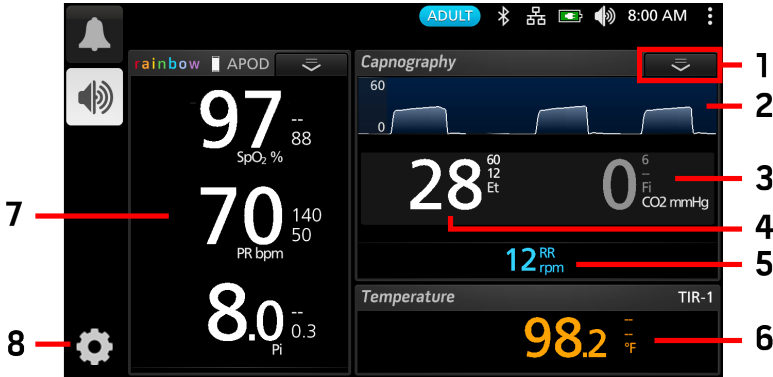 ADULT 8:00 AM
rainbow APOD
97 -- 88
SpO₂ %
70 140 50
PR bpm
8.0 -- 0.3
Pi
Capnography
60
0
28 60 12 Et
0 6 -- Fi
CO2 mmHg
12 RR rpm
Temperature TIR-1
98.2 -- -- °F
1
2
3
4
5
6
7
8